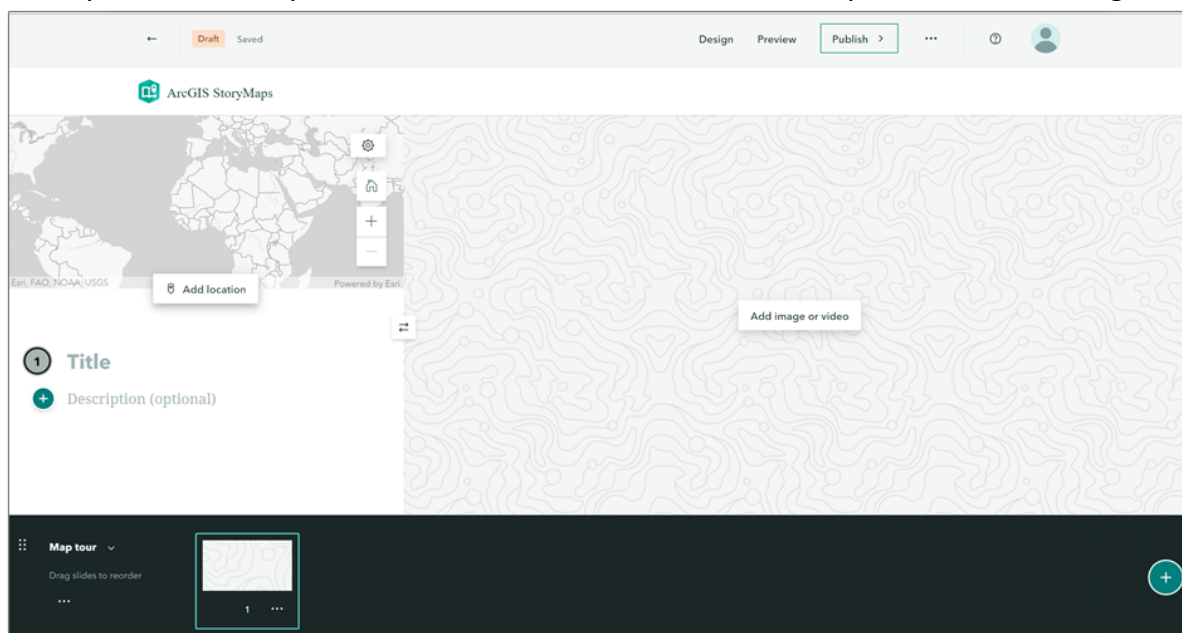 ← Draft Saved Design Preview Publish > ···
ArcGIS StoryMaps
Esri, FAO, NOAA, USGS
Powered by Esri
Add location
Add image or video
1 Title
Description (optional)
Map tour
Drag slides to reorder
···
1 ···